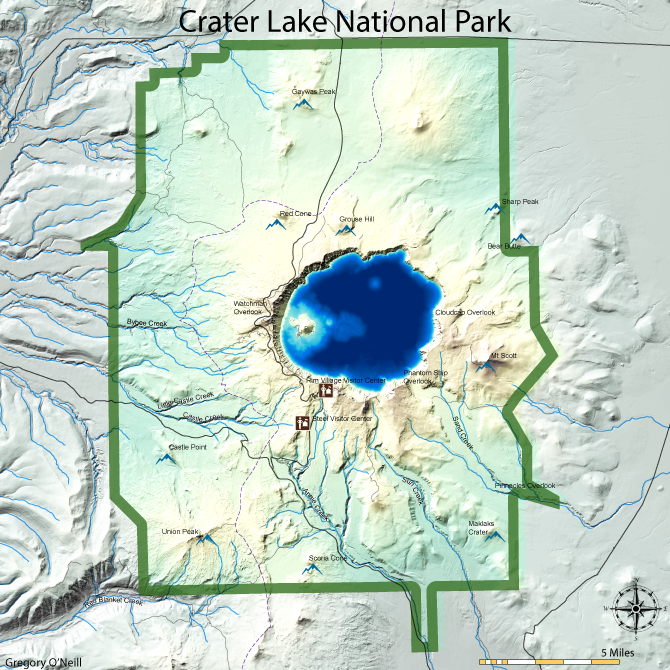 Crater Lake National Park
Gaywas Peak
Sharp Peak
Red Cone
Grouse Hill
Bear Butte
Watchman
Overlook
Cloudcap Overlook
Bybee Creek
Mt Scott
Phantom Ship
Overlook
Rim Village Visitor Center
Little Castle Creek
Castle Creek
Steel Visitor Center
Sand Creek
Castle Point
Annie Creek
Sun Creek
Pinnacles Overlook
Union Peak
Maklaks
Crater
Scoria Cone
Red Blanket Creek
N
W
E
S
5 Miles
Gregory O'Neill